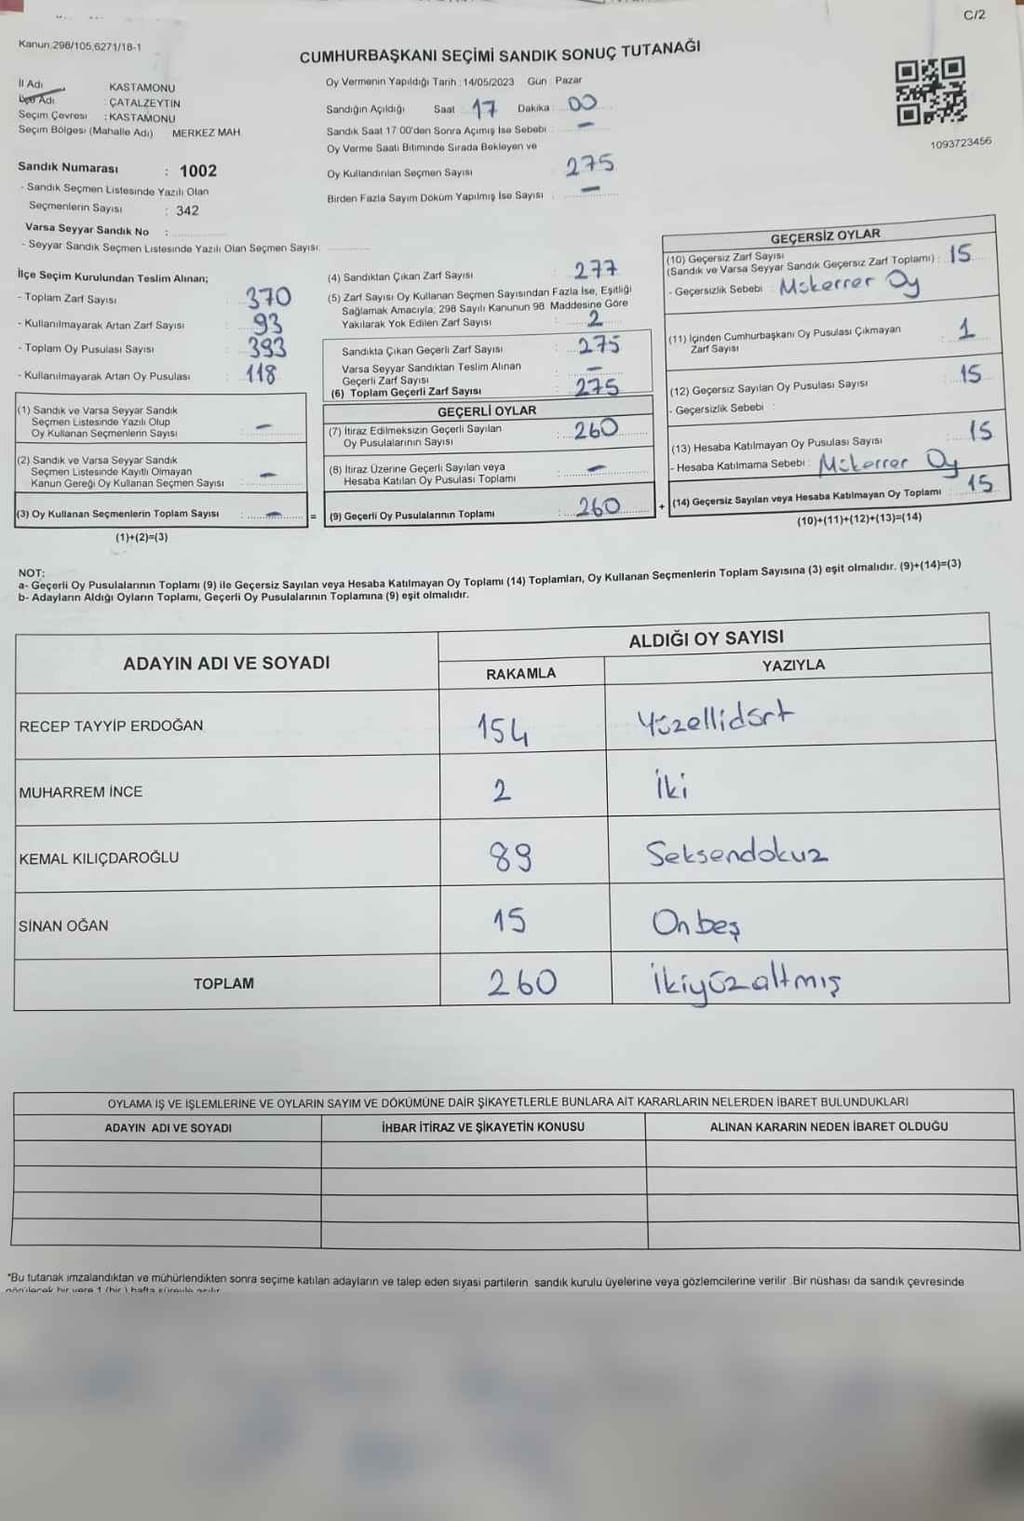 C/2
Kanun.298/105,6271/18-1
CUMHURBAŞKANI SEÇİMİ SANDIK SONUÇ TUTANAĞI
İl Adı KASTAMONU
İlçe Adı : ÇATALZEYTİN
Seçim Çevresi : KASTAMONU
Seçim Bölgesi (Mahalle Adı) MERKEZ MAH.
Oy Vermenin Yapıldığı Tarih : 14/05/2023 Gün : Pazar
Sandığın Açıldığı Saat 17 Dakika : 00
Sandık Saat 17 00'den Sonra Açımış İse Sebebi : –
Oy Verme Saati Bitiminde Sırada Bekleyen ve
Oy Kullandırılan Seçmen Sayısı 275
Birden Fazla Sayım Döküm Yapılmış İse Sayısı : –
1093723456
Sandık Numarası : 1002
- Sandık Seçmen Listesinde Yazılı Olan
Seçmenlerin Sayısı : 342
Varsa Seyyar Sandık No :
- Seyyar Sandık Seçmen Listesinde Yazılı Olan Seçmen Sayısı:
İlçe Seçim Kurulundan Teslim Alınan;
- Toplam Zarf Sayısı : 370
- Kullanılmayarak Artan Zarf Sayısı : 93
- Toplam Oy Pusulası Sayısı : 393
- Kullanılmayarak Artan Oy Pusulası : 118
(1) Sandık ve Varsa Seyyar Sandık
Seçmen Listesinde Yazılı Olup
Oy Kullanan Seçmenlerin Sayısı : –
(2) Sandık ve Varsa Seyyar Sandık
Seçmen Listesinde Kayıtlı Olmayan
Kanun Gereği Oy Kullanan Seçmen Sayısı : –
(3) Oy Kullanan Seçmenlerin Toplam Sayısı : –
(1)+(2)=(3)
=
(4) Sandıktan Çıkan Zarf Sayısı : 277
(5) Zarf Sayısı Oy Kullanan Seçmen Sayısından Fazla İse, Eşitliği
Sağlamak Amacıyla, 298 Sayılı Kanunun 98. Maddesine Göre
Yakılarak Yok Edilen Zarf Sayısı : 2
Sandıkta Çıkan Geçerli Zarf Sayısı : 275
Varsa Seyyar Sandıktan Teslim Alınan
Geçerli Zarf Sayısı : –
(6) Toplam Geçerli Zarf Sayısı : 275
GEÇERLİ OYLAR
(7) İtiraz Edilmeksizin Geçerli Sayılan
Oy Pusulalarının Sayısı : 260
(8) İtiraz Üzerine Geçerli Sayılan veya
Hesaba Katılan Oy Pusulası Toplamı : –
(9) Geçerli Oy Pusulalarının Toplamı : 260
+
GEÇERSİZ OYLAR
(10) Geçersiz Zarf Sayısı
(Sandık ve Varsa Seyyar Sandık Geçersiz Zarf Toplamı) : 15
- Geçersizlik Sebebi : Mükerrer Oy
(11) İçinden Cumhurbaşkanı Oy Pusulası Çıkmayan
Zarf Sayısı : 1
(12) Geçersiz Sayılan Oy Pusulası Sayısı 15
- Geçersizlik Sebebi :
(13) Hesaba Katılmayan Oy Pusulası Sayısı : 15
- Hesaba Katılmama Sebebi : Mükerrer Oy
(14) Geçersiz Sayılan veya Hesaba Katılmayan Oy Toplamı : 15
(10)+(11)+(12)+(13)=(14)
NOT:
a- Geçerli Oy Pusulalarının Toplamı (9) ile Geçersiz Sayılan veya Hesaba Katılmayan Oy Toplamı (14) Toplamları, Oy Kullanan Seçmenlerin Toplam Sayısına (3) eşit olmalıdır. (9)+(14)=(3)
b- Adayların Aldığı Oyların Toplamı, Geçerli Oy Pusulalarının Toplamına (9) eşit olmalıdır.
ADAYIN ADI VE SOYADI ALDIĞI OY SAYISI
RAKAMLA YAZIYLA
RECEP TAYYİP ERDOĞAN 154 Yüzellidört
MUHARREM İNCE 2 İki
KEMAL KILIÇDAROĞLU 89 Seksendokuz
SİNAN OĞAN 15 Onbeş
TOPLAM 260 İkiyüzaltmış
OYLAMA İŞ VE İŞLEMLERİNE VE OYLARIN SAYIM VE DÖKÜMÜNE DAİR ŞİKAYETLERLE BUNLARA AİT KARARLARIN NELERDEN İBARET BULUNDUKLARI
ADAYIN ADI VE SOYADI İHBAR İTİRAZ VE ŞİKAYETİN KONUSU ALINAN KARARIN NEDEN İBARET OLDUĞU
*Bu tutanak imzalandıktan ve mühürlendikten sonra seçime katılan adayların ve talep eden siyasi partilerin sandık kurulu üyelerine veya gözlemcilerine verilir. Bir nüshası da sandık çevresinde
görülecek bir yere 1 (bir ) hafta süreyle asılır